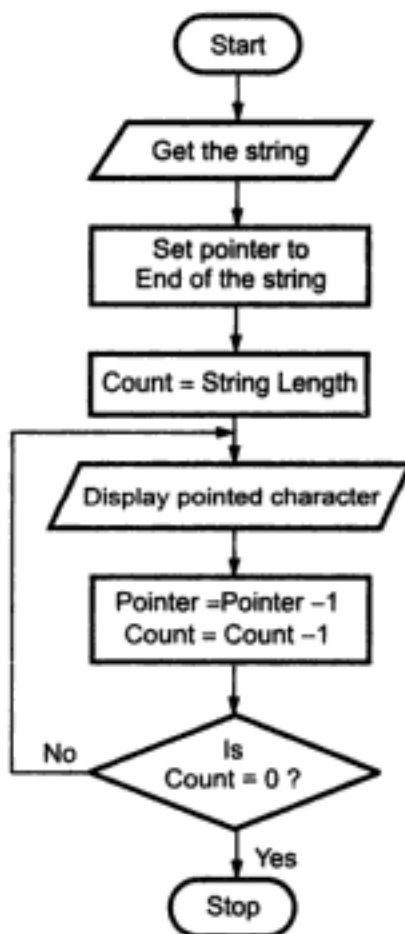 Start
Get the string
Set pointer to
End of the string
Count = String Length
Display pointed character
Pointer =Pointer –1
Count = Count –1
Is
Count = 0 ?
No
Yes
Stop